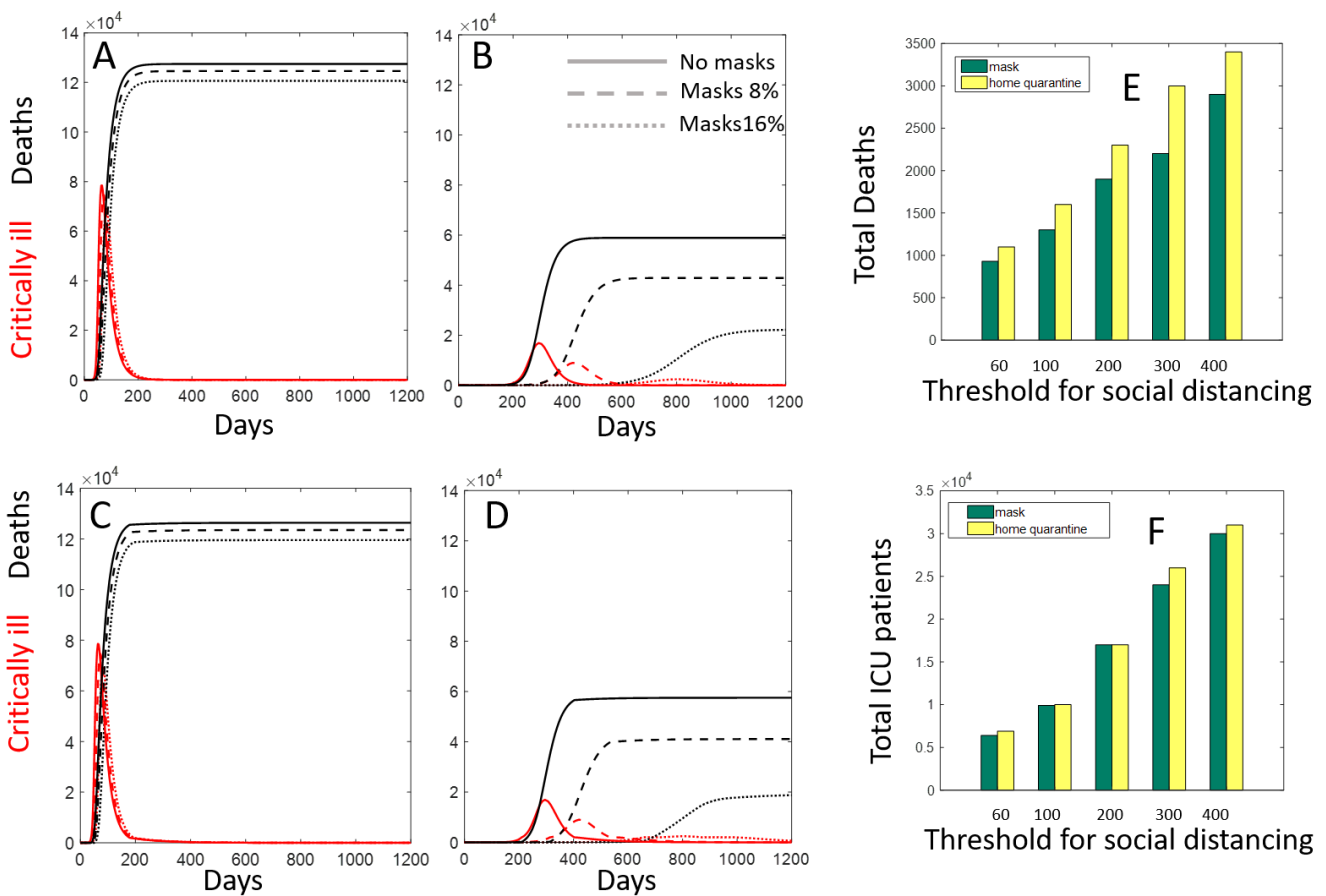 A
×10⁴
14
12
10
8
6
4
2
0
0 200 400 600 800 1000 1200
Days
Critically ill Deaths
B
×10⁴
14
12
10
8
6
4
2
0
0 200 400 600 800 1000 1200
Days
No masks
Masks 8%
Masks16%
E
3500
3000
2500
2000
1500
1000
500
0
mask
home quarantine
Total Deaths
60 100 200 300 400
Threshold for social distancing
C
×10⁴
14
12
10
8
6
4
2
0
0 200 400 600 800 1000 1200
Days
Critically ill Deaths
D
×10⁴
14
12
10
8
6
4
2
0
0 200 400 600 800 1000 1200
Days
F
×10⁴
3.5
3
2.5
2
1.5
1
0.5
0
mask
home quarantine
Total ICU patients
60 100 200 300 400
Threshold for social distancing